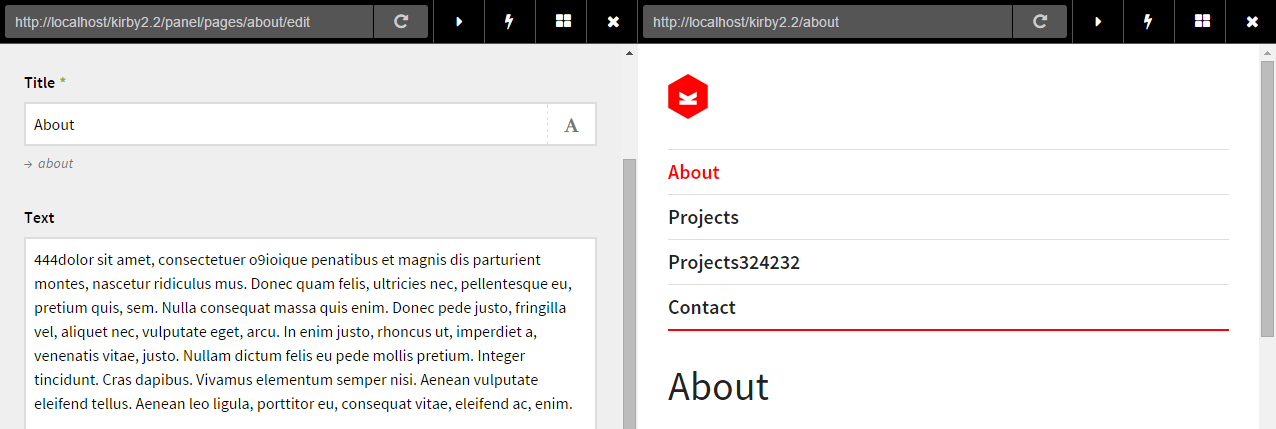 http://localhost/kirby2.2/panel/pages/about/edit
Title *
About
A
→ about
Text
444dolor sit amet, consectetuer o9ioique penatibus et magnis dis parturient
montes, nascetur ridiculus mus. Donec quam felis, ultricies nec, pellentesque eu,
pretium quis, sem. Nulla consequat massa quis enim. Donec pede justo, fringilla
vel, aliquet nec, vulputate eget, arcu. In enim justo, rhoncus ut, imperdiet a,
venenatis vitae, justo. Nullam dictum felis eu pede mollis pretium. Integer
tincidunt. Cras dapibus. Vivamus elementum semper nisi. Aenean vulputate
eleifend tellus. Aenean leo ligula, porttitor eu, consequat vitae, eleifend ac, enim.
http://localhost/kirby2.2/about
About
Projects
Projects324232
Contact
About